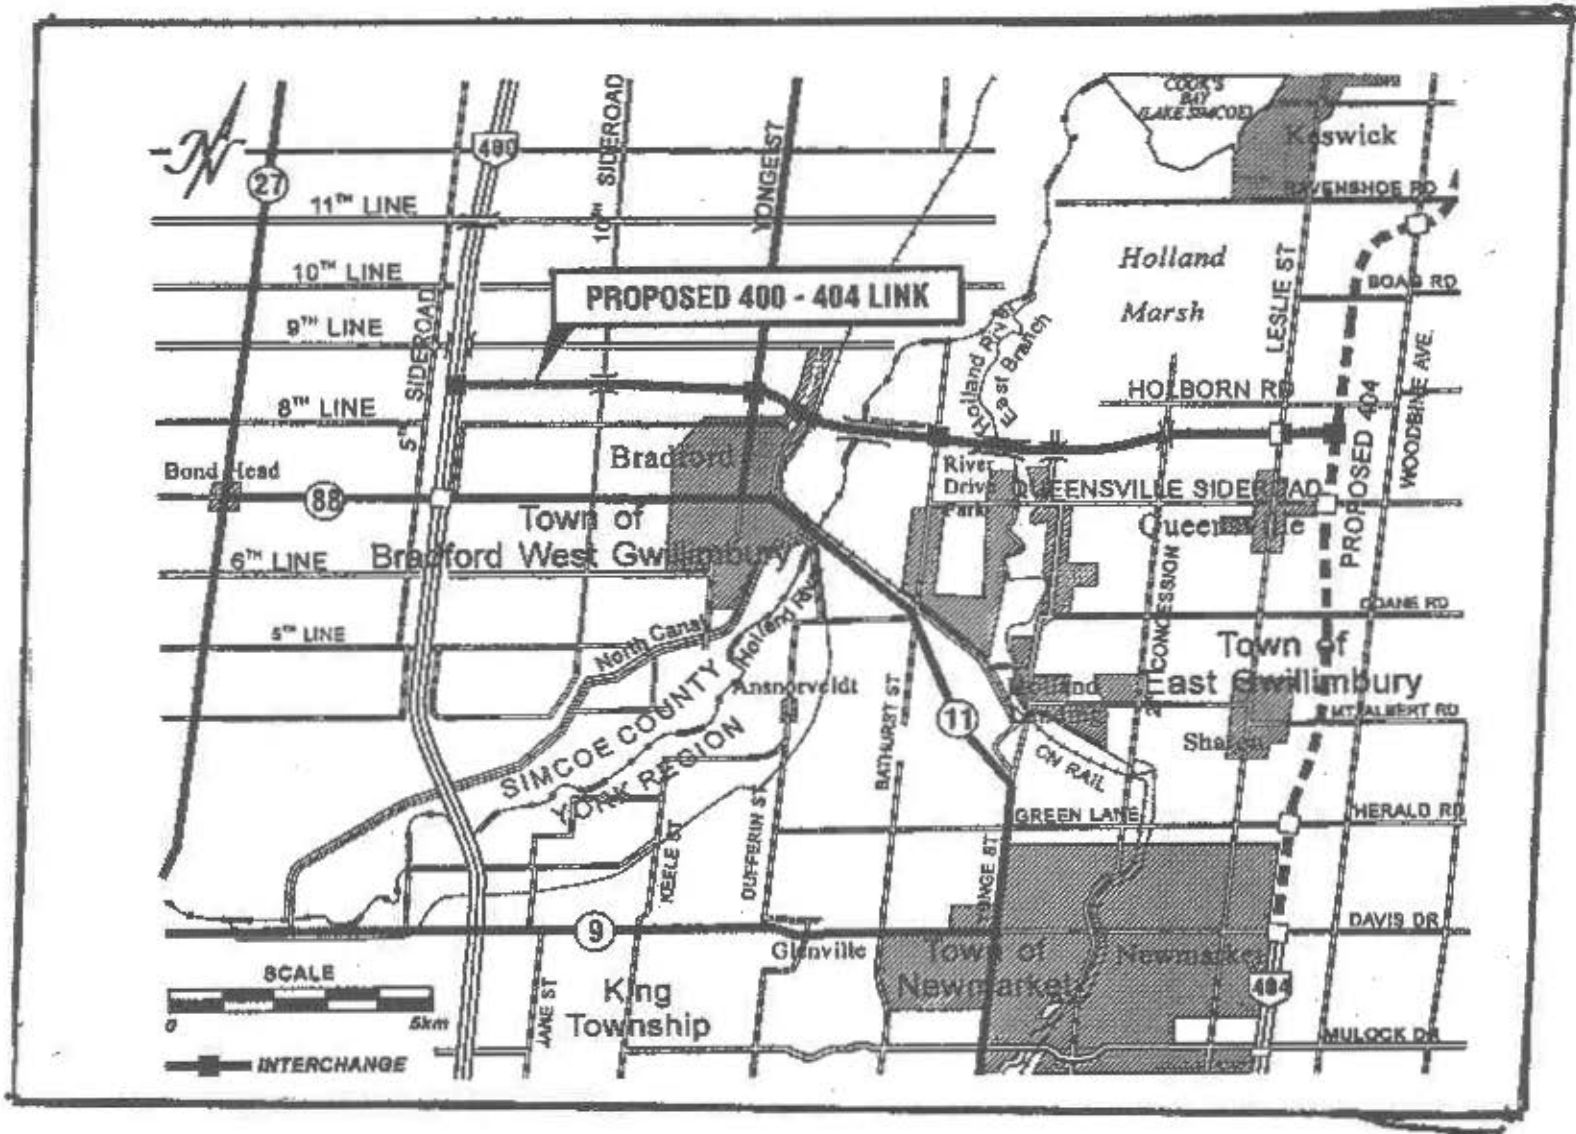 COOK'S
BAY
(LAKE SIMCOE)
Keswick
RAVENSHOE RD
N
400
27
10TH SIDEROAD
YONGE ST
11TH LINE
10TH LINE
PROPOSED 400 - 404 LINK
Holland
Marsh
LESLIE ST
BOAG RD
9TH LINE
5TH SIDEROAD
Holland River
East Branch
WOODBINE AVE.
HOLBORN RD
PROPOSED 404
8TH LINE
Bradford
Bond Head
River
Drive
Park
88
QUEENSVILLE SIDEROAD
Queensville
Town of
Bradford West Gwillimbury
6TH LINE
2ND CONCESSION
DOANE RD
5TH LINE
North Canal
Holland River
Town of
East Gwillimbury
Ansnorveldt
Holland
BATHURST ST
11
MT. ALBERT RD
Sharon
SIMCOE COUNTY
YORK REGION
CN RAIL
GREEN LANE
HERALD RD
KEELE ST
DUFFERIN ST
YONGE ST
9
DAVIS DR
Glenville
Town of
Newmarket
Newmarket
404
SCALE
0
5km
JANE ST
King
Township
MULOCK DR
INTERCHANGE